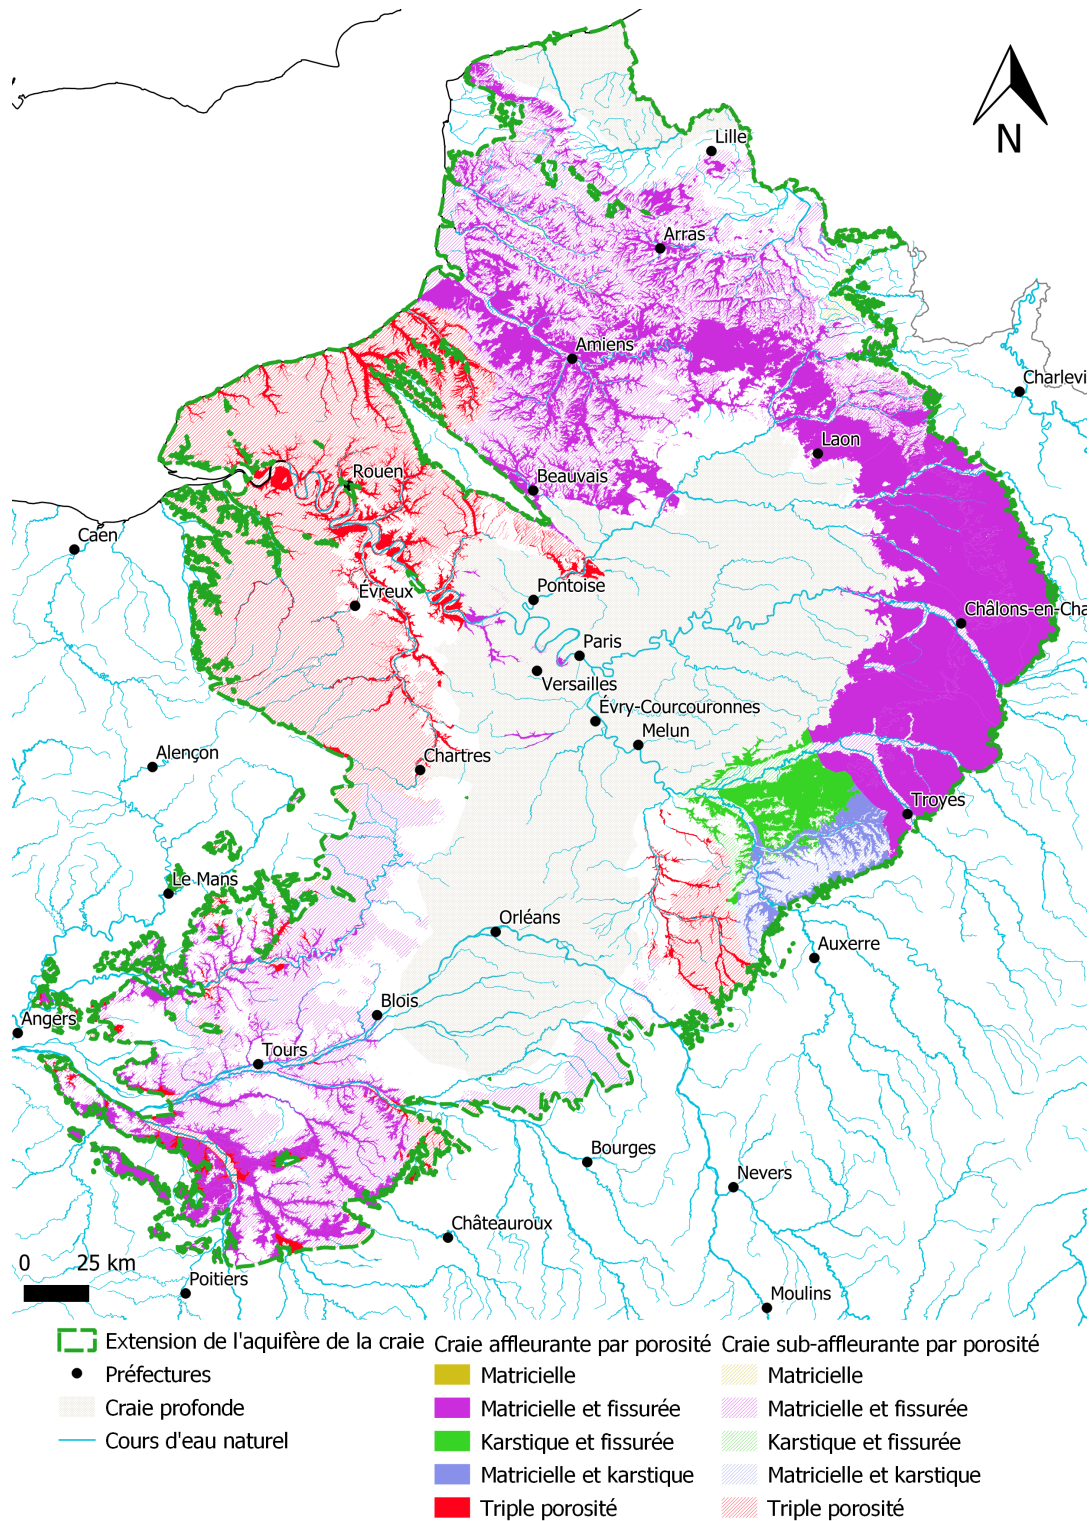 N
Lille
Arras
Amiens
Charlevi
Laon
Beauvais
Rouen
Caen
Évreux
Pontoise
Châlons-en-Cha
Paris
Versailles
Évry-Courcouronnes
Melun
Alençon
Chartres
Troyes
Le Mans
Orléans
Auxerre
Blois
Angers
Tours
Bourges
Nevers
Châteauroux
0 25 km
Poitiers
Moulins
Extension de l'aquifère de la craie
Préfectures
Craie profonde
Cours d'eau naturel
Craie affleurante par porosité
Matricielle
Matricielle et fissurée
Karstique et fissurée
Matricielle et karstique
Triple porosité
Craie sub-affleurante par porosité
Matricielle
Matricielle et fissurée
Karstique et fissurée
Matricielle et karstique
Triple porosité